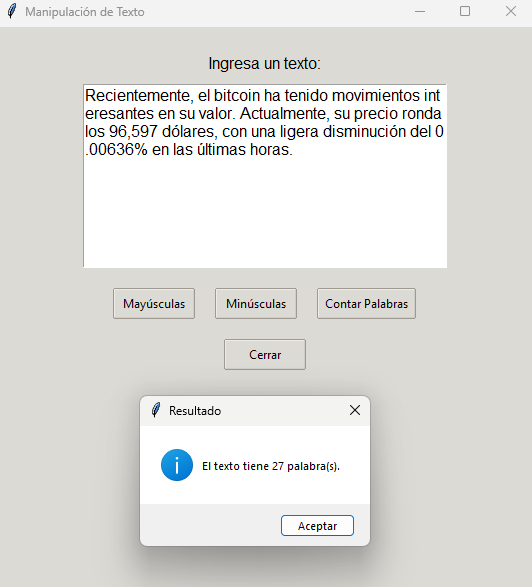 Manipulación de Texto
Ingresa un texto:
Recientemente, el bitcoin ha tenido movimientos int
eresantes en su valor. Actualmente, su precio ronda
los 96,597 dólares, con una ligera disminución del 0
.00636% en las últimas horas.
Mayúsculas Minúsculas Contar Palabras
Cerrar
Resultado
El texto tiene 27 palabra(s).
Aceptar